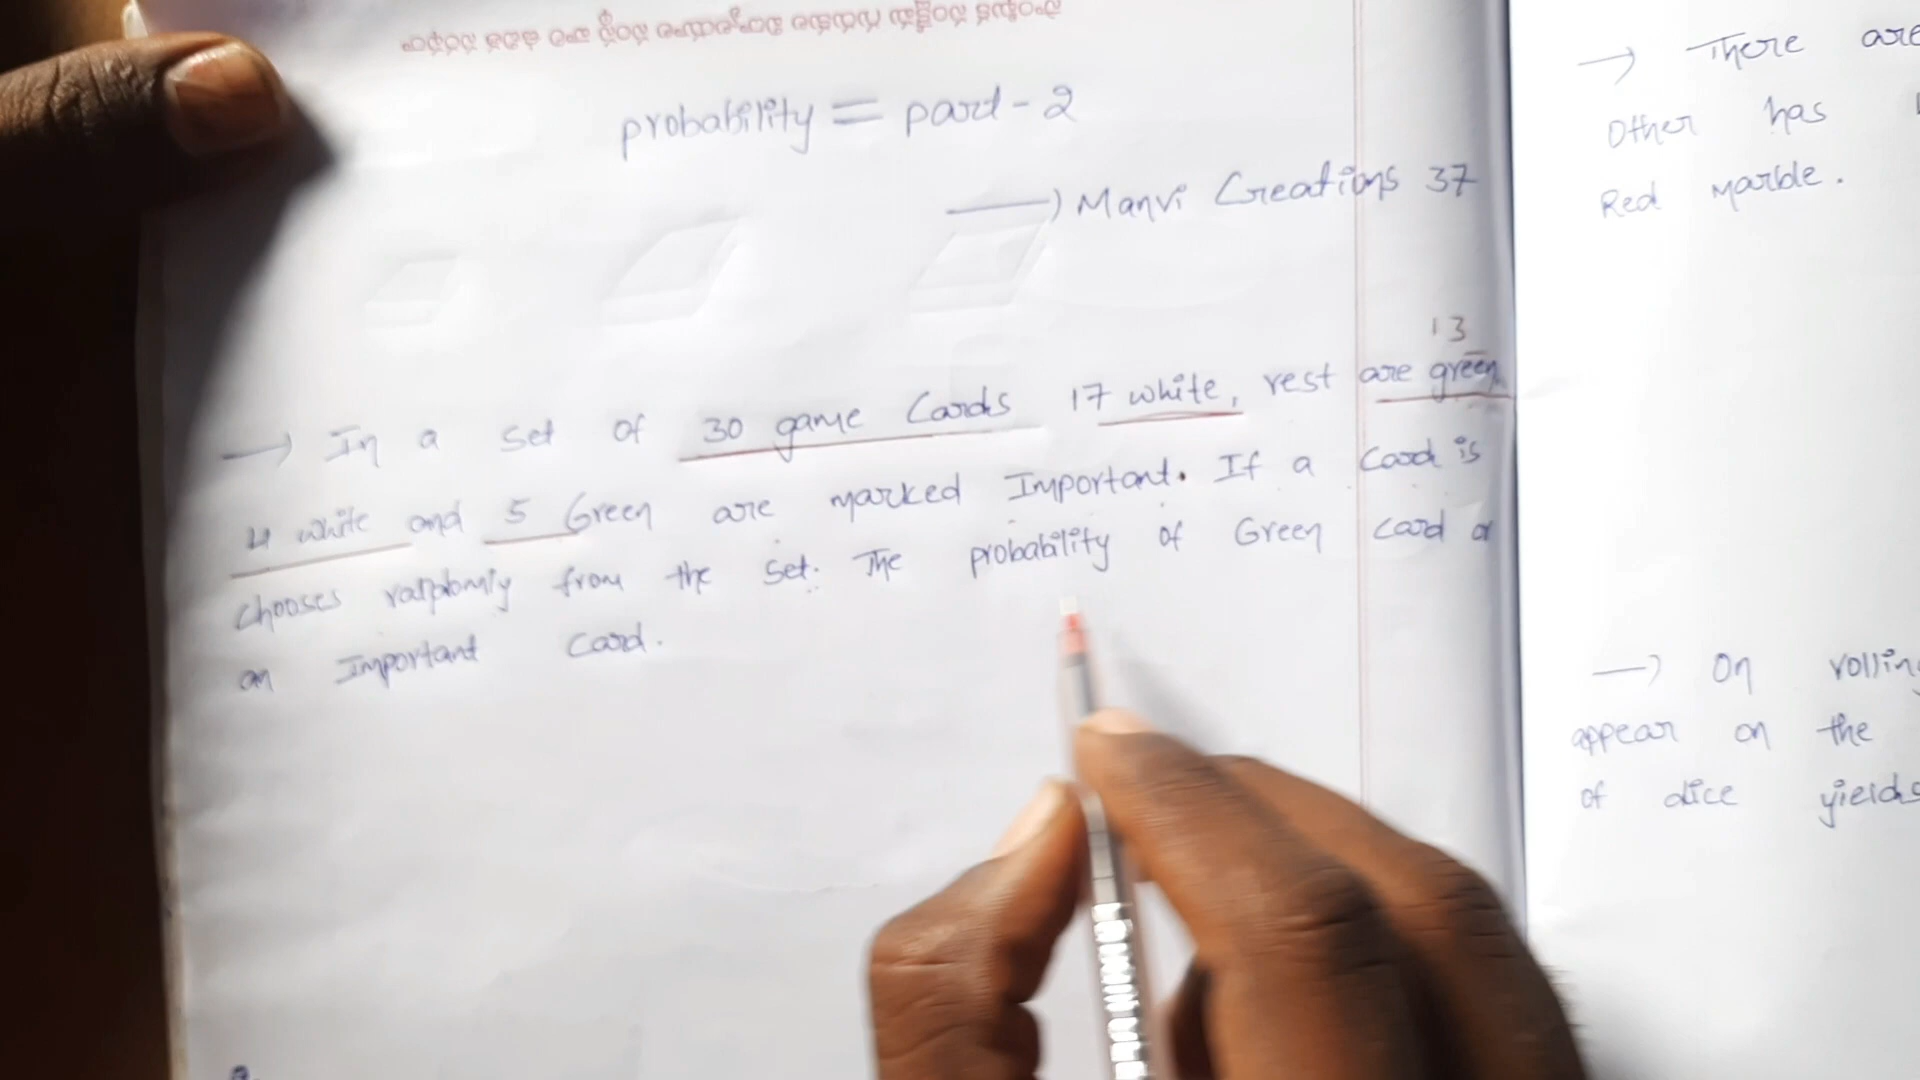 probability = part-2
→ Manvi Creations 37
13
→ In a set of 30 game Cards 17 white, rest are green
4 white and 5 Green are marked Important. If a Card is
chooses from the set. The probability of Green card or
an Important Card.
→ There are
Other has
Red Marble.
→ On rolling
appear on the
of dice yields